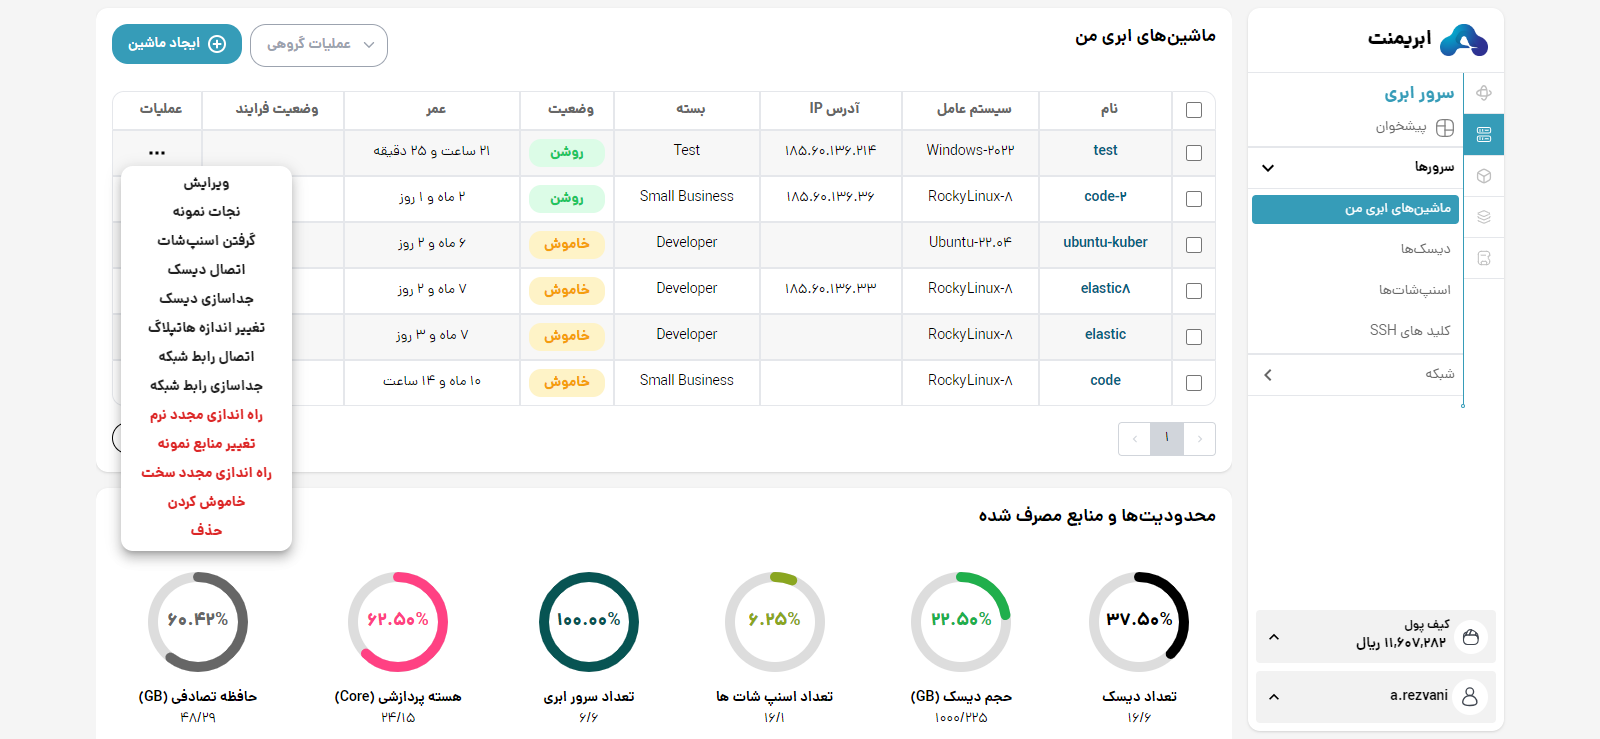 ابریمنت
سرور ابری
پیشخوان
سرورها
ماشین‌های ابری من
دیسک‌ها
اسنپ‌شات‌ها
کلید های SSH
شبکه
کیف پول
۱۱,۶۰۷,۲۸۲ ریال
a.rezvani
ماشین‌های ابری من
عملیات گروهی
ایجاد ماشین
نام سیستم عامل آدرس IP بسته وضعیت عمر وضعیت فرایند عملیات
test Windows-۲۰۲۲ ۱۸۵.۶۰.۱۳۶.۲۱۴ Test روشن ۲۱ ساعت و ۲۵ دقیقه ...
code-۲ RockyLinux-۸ ۱۸۵.۶۰.۱۳۶.۳۶ Small Business روشن ۲ ماه و ۱ روز
ubuntu-kuber Ubuntu-۲۲.۰۴ Developer خاموش ۶ ماه و ۲ روز
elastic۸ RockyLinux-۸ ۱۸۵.۶۰.۱۳۶.۳۳ Developer خاموش ۷ ماه و ۲ روز
elastic RockyLinux-۸ Developer خاموش ۷ ماه و ۳ روز
code RockyLinux-۸ Small Business خاموش ۱۰ ماه و ۱۴ ساعت
۱
ویرایش
نجات نمونه
گرفتن اسنپ‌شات
اتصال دیسک
جداسازی دیسک
تغییر اندازه هاتپلاگ
اتصال رابط شبکه
جداسازی رابط شبکه
راه اندازی مجدد نرم
تغییر منابع نمونه
راه اندازی مجدد سخت
خاموش کردن
حذف
محدودیت‌ها و منابع مصرف شده
۳۷.۵۰%
تعداد دیسک
۱۶/۶
۲۲.۵۰%
حجم دیسک (GB)
۱۰۰۰/۲۲۵
۶.۲۵%
تعداد اسنپ شات ها
۱۶/۱
۱۰۰.۰۰%
تعداد سرور ابری
۶/۶
۶۲.۵۰%
هسته پردازشی (Core)
۲۴/۱۵
۶۰.۴۲%
حافظه تصادفی (GB)
۴۸/۲۹